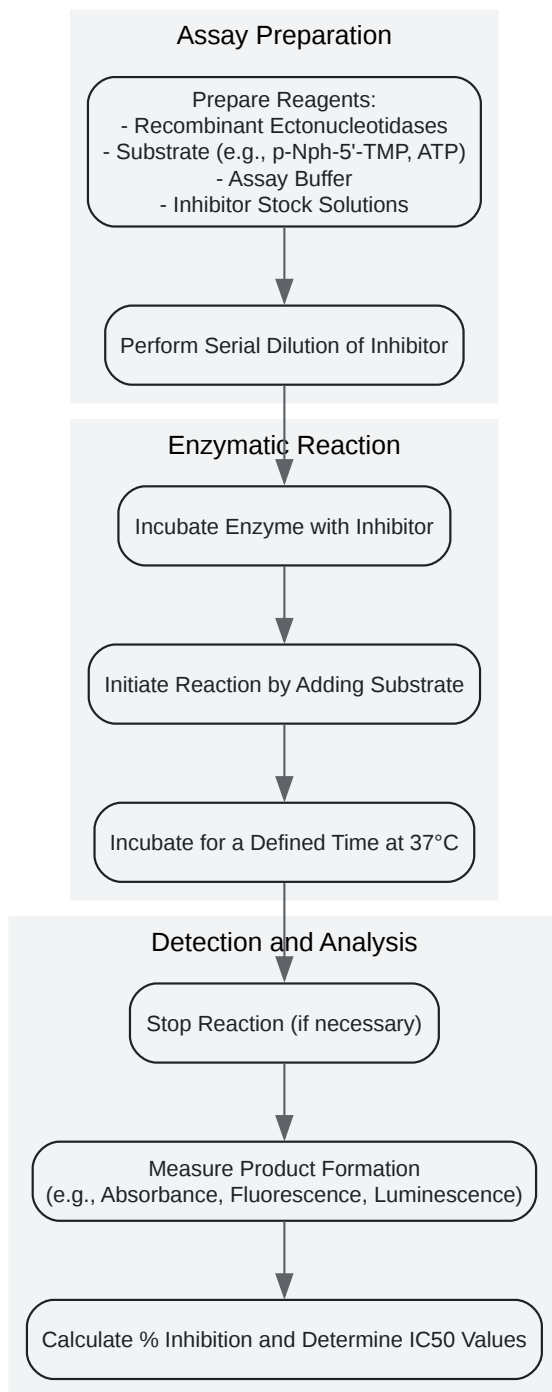 Assay Preparation
Prepare Reagents:
- Recombinant Ectonucleotidases
- Substrate (e.g., p-Nph-5'-TMP, ATP)
- Assay Buffer
- Inhibitor Stock Solutions
Perform Serial Dilution of Inhibitor
Enzymatic Reaction
Incubate Enzyme with Inhibitor
Initiate Reaction by Adding Substrate
Incubate for a Defined Time at 37°C
Detection and Analysis
Stop Reaction (if necessary)
Measure Product Formation
(e.g., Absorbance, Fluorescence, Luminescence)
Calculate % Inhibition and Determine IC50 Values